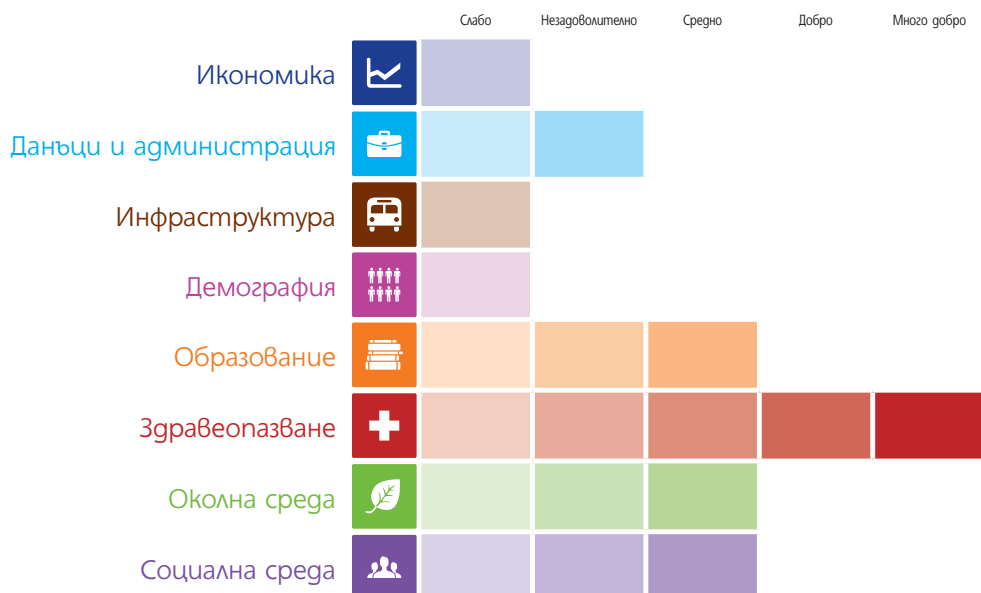 Слабо Незадоволително Средно Добро Много добро
Икономика
Данъци и администрация
Инфраструктура
Демография
Образование
Здравеопазване
Околна среда
Социална среда